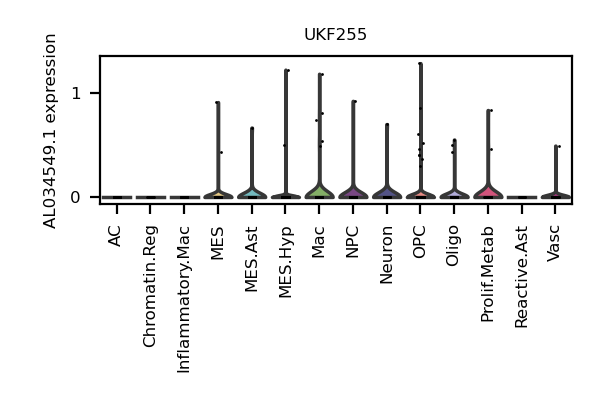 UKF255
AL034549.1 expression
1
0
AC
Chromatin.Reg
Inflammatory.Mac
MES
MES.Ast
MES.Hyp
Mac
NPC
Neuron
OPC
Oligo
Prolif.Metab
Reactive.Ast
Vasc